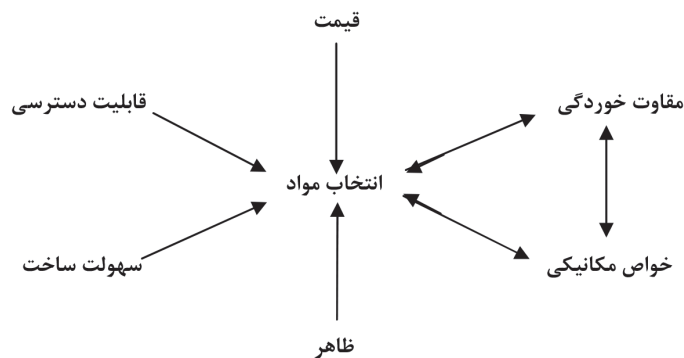 قیمت
قابلیت دسترسی
مقاوت خوردگی
انتخاب مواد
سهولت ساخت
خواص مکانیکی
ظاهر